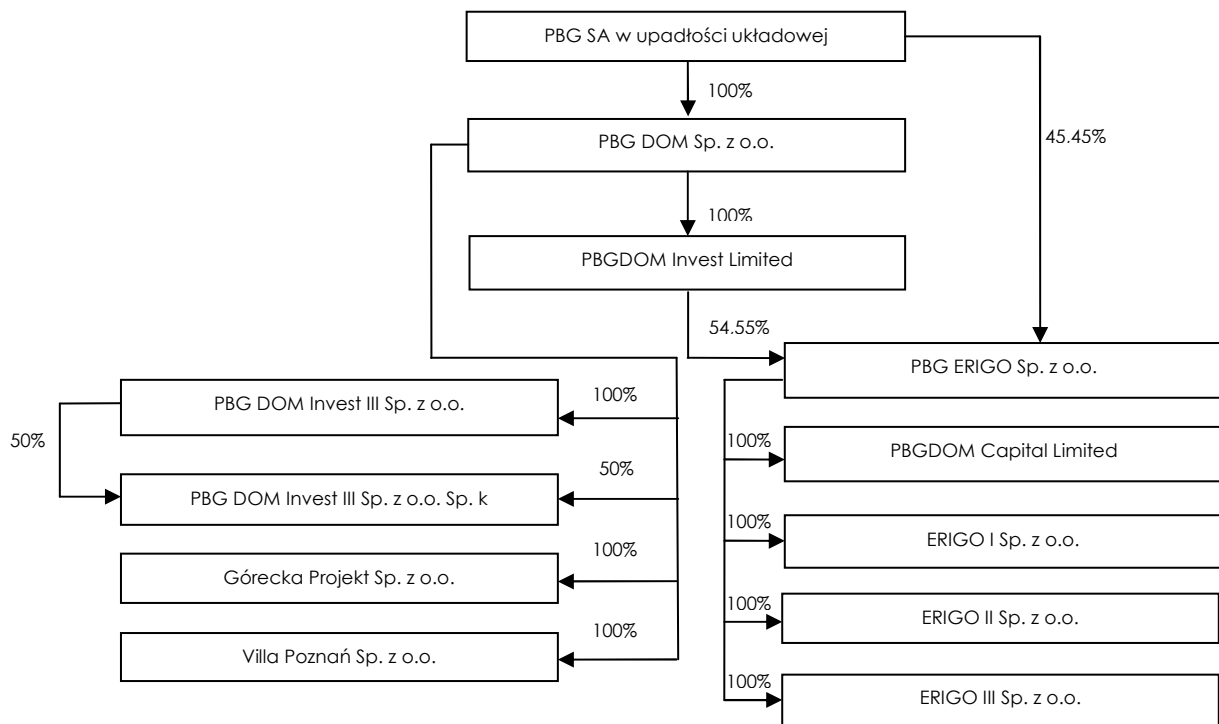 PBG SA w upadłości układowej
100%
PBG DOM Sp. z o.o.
45.45%
100%
PBGDOM Invest Limited
54.55%
PBG ERIGO Sp. z o.o.
PBG DOM Invest III Sp. z o.o.
100%
50%
PBG DOM Invest III Sp. z o.o. Sp. k
50%
Górecka Projekt Sp. z o.o.
100%
Villa Poznań Sp. z o.o.
100%
100%
PBGDOM Capital Limited
100%
ERIGO I Sp. z o.o.
100%
ERIGO II Sp. z o.o.
100%
ERIGO III Sp. z o.o.